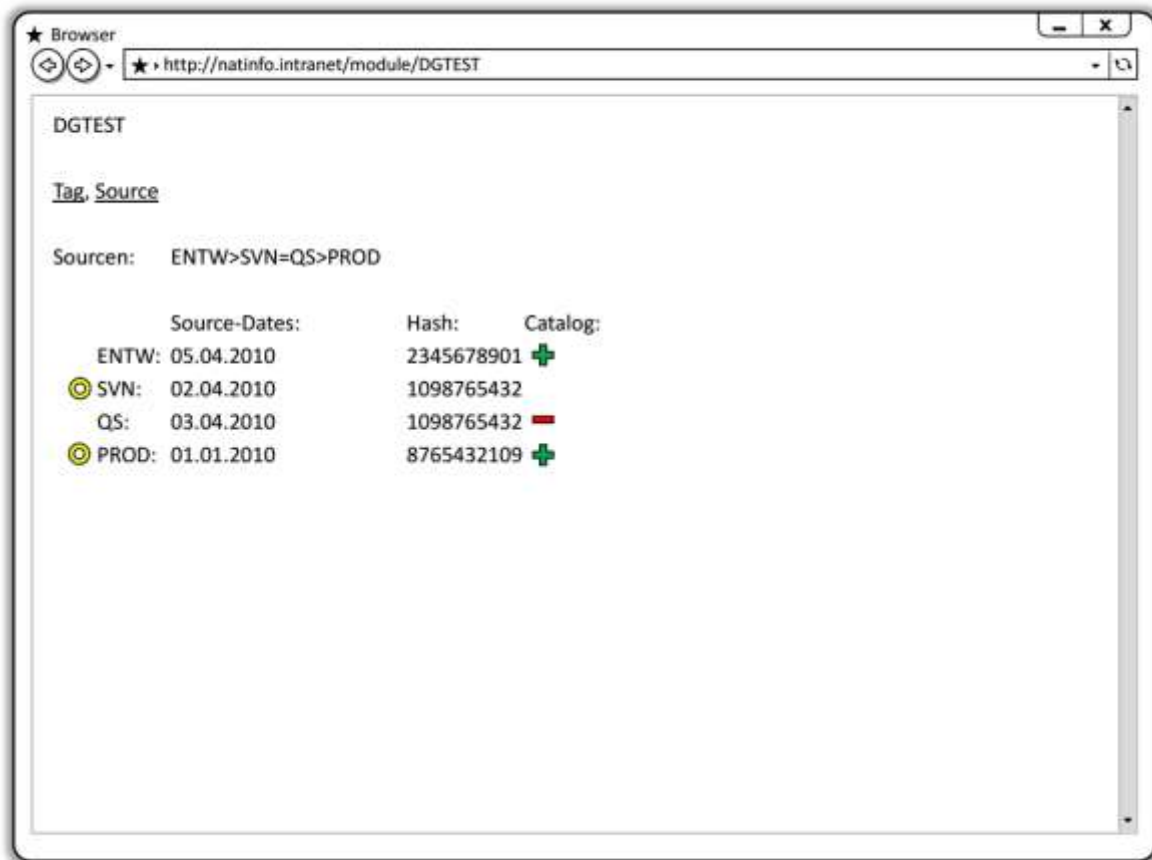 Browser
http://natinfo.intranet/module/DGTEST
DGTEST
Tag, Source
Sourcen: ENTW>SVN=QS>PROD
Source-Dates: Hash: Catalog:
ENTW: 05.04.2010 2345678901
SVN: 02.04.2010 1098765432
QS: 03.04.2010 1098765432
PROD: 01.01.2010 8765432109